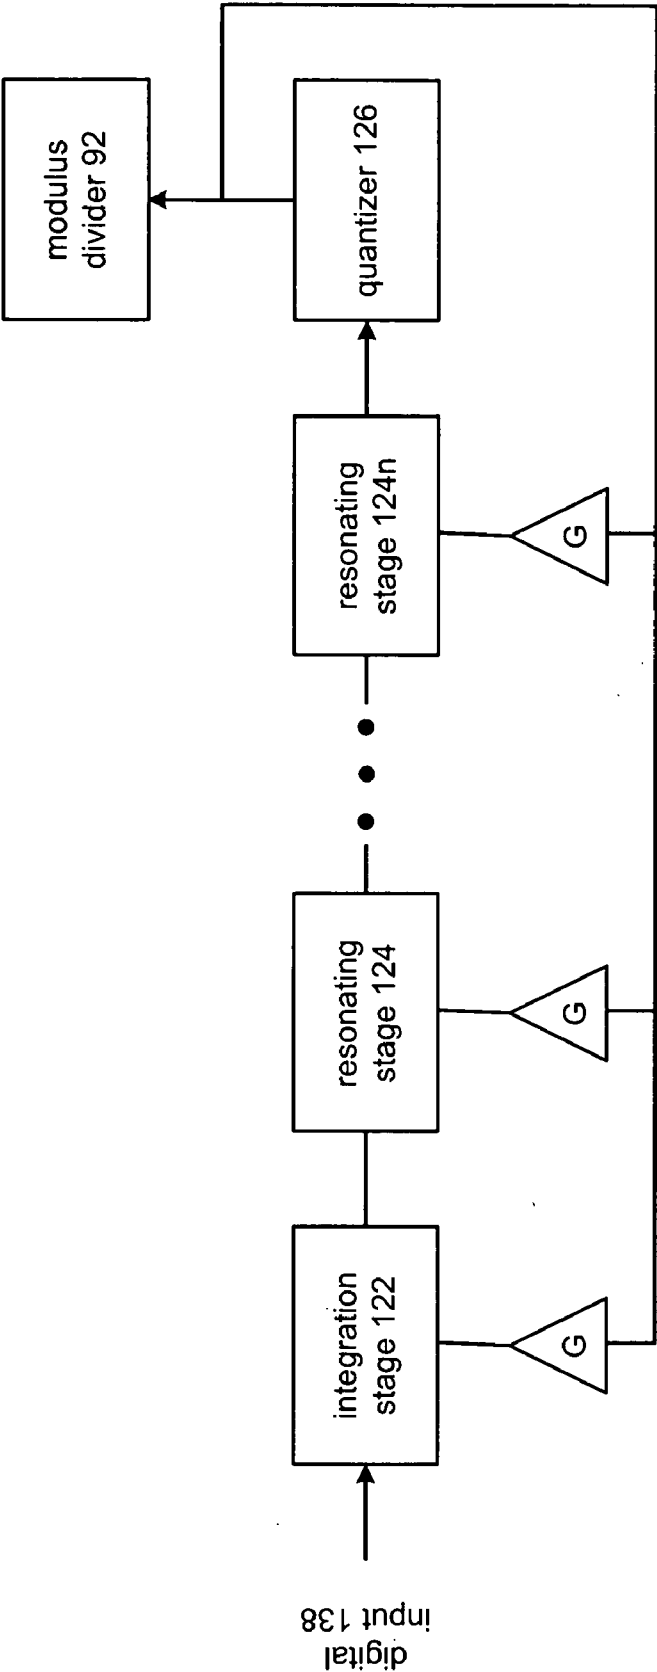 digital
input 138
integration
stage 122
G
resonating
stage 124
G
resonating
stage 124n
G
quantizer 126
modulus
divider 92